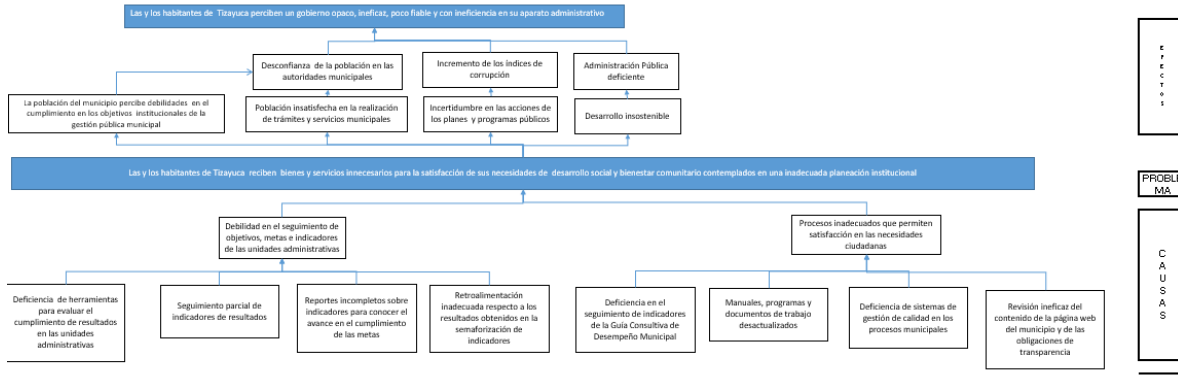 Las y los habitantes de Tizayuca perciben un gobierno opaco, ineficaz, poco fiable y con ineficiencia en su aparato administrativo
Desconfianza de la población en las
autoridades municipales
Incremento de los índices de
corrupción
Administración Pública
deficiente
La población del municipio percibe debilidades en el
cumplimiento en los objetivos institucionales de la
gestión pública municipal
Población insatisfecha en la realización
de trámites y servicios municipales
Incertidumbre en las acciones de
los planes y programas públicos
Desarrollo insostenible
EFECTOS
Las y los habitantes de Tizayuca reciben bienes y servicios innecesarios para la satisfacción de sus necesidades de desarrollo social y bienestar comunitario contemplados en una inadecuada planeación institucional
PROBLE
MA
Debilidad en el seguimiento de
objetivos, metas e indicadores
de las unidades administrativas
Procesos inadecuados que permiten
satisfacción en las necesidades
ciudadanas
CAUSAS
Deficiencia de herramientas
para evaluar el
cumplimiento de resultados
en las unidades
administrativas
Seguimiento parcial de
indicadores de resultados
Reportes incompletos sobre
indicadores para conocer el
avance en el cumplimiento
de las metas
Retroalimentación
inadecuada respecto a los
resultados obtenidos en la
semaforización de
indicadores
Deficiencia en el
seguimiento de indicadores
de la Guía Consultiva de
Desempeño Municipal
Manuales, programas y
documentos de trabajo
desactualizados
Deficiencia de sistemas de
gestión de calidad en los
procesos municipales
Revisión ineficaz del
contenido de la página web
del municipio y de las
obligaciones de
transparencia